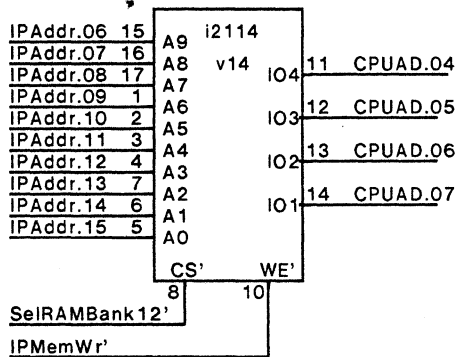 i2114
v14
IPAddr.06 15 A9
IPAddr.07 16 A8
IPAddr.08 17 A7
IPAddr.09 1 A6
IPAddr.10 2 A5
IPAddr.11 3 A4
IPAddr.12 4 A3
IPAddr.13 7 A2
IPAddr.14 6 A1
IPAddr.15 5 A0
IO4 11 CPUAD.04
IO3 12 CPUAD.05
IO2 13 CPUAD.06
IO1 14 CPUAD.07
CS' WE'
8 10
SelRAMBank12'
IPMemWr'